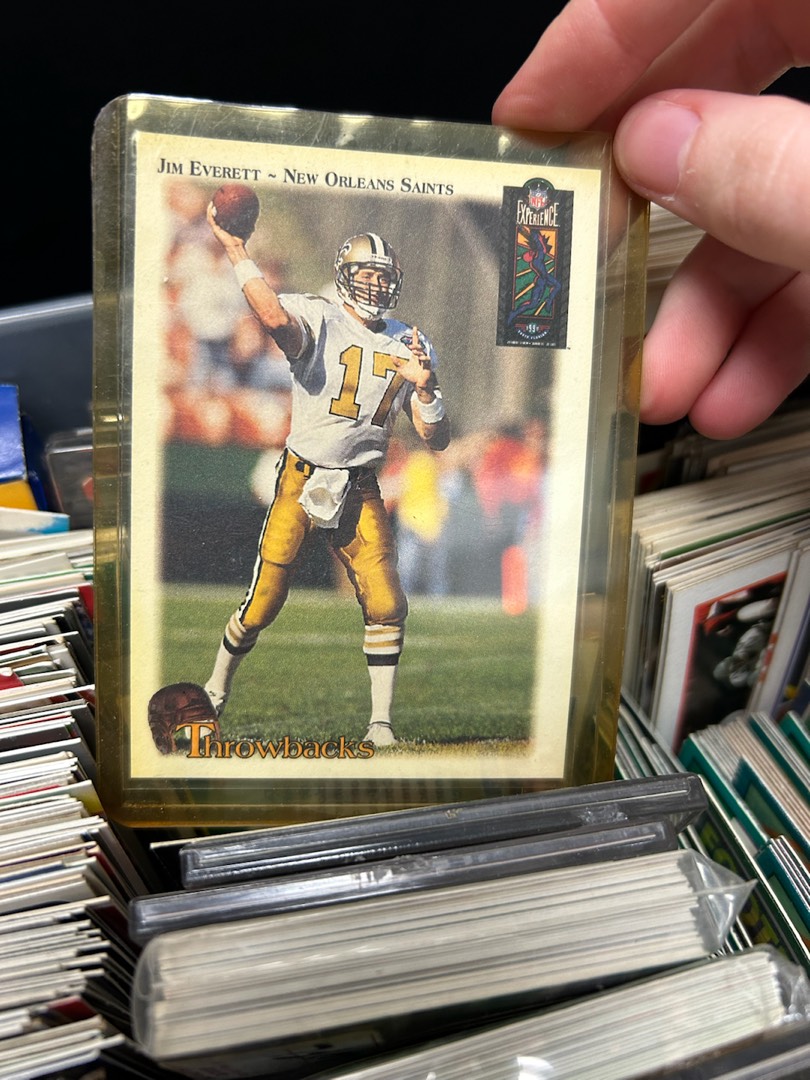 JIM EVERETT ~ NEW ORLEANS SAINTS
NFL
EXPERIENCE
17
THROWBACKS